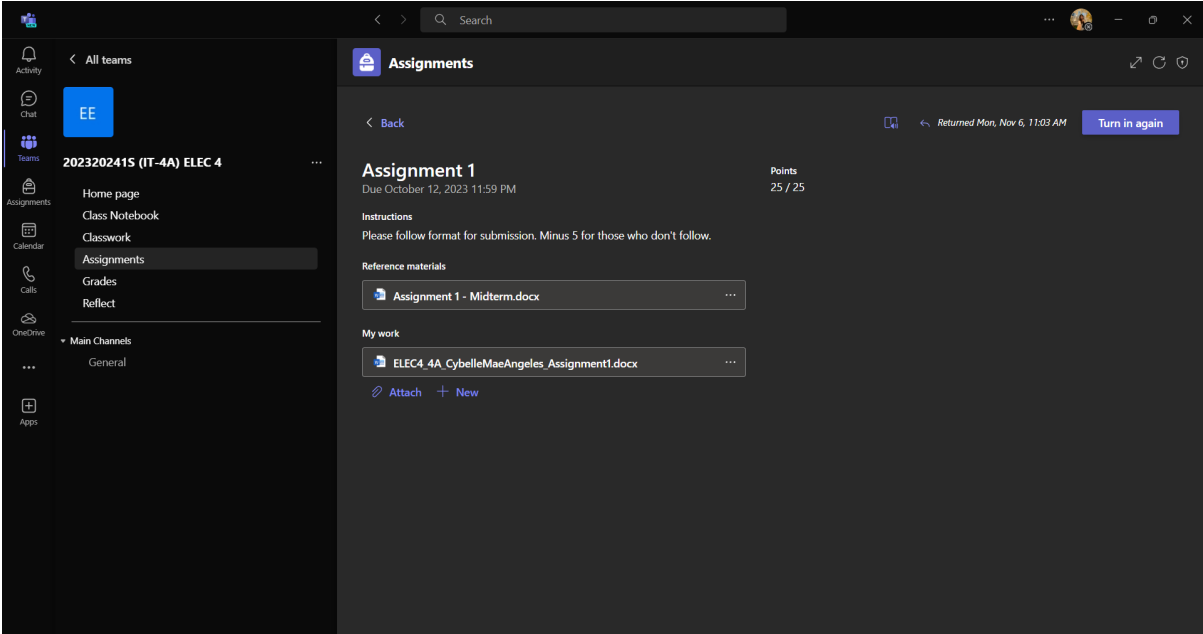 Search
Activity
Chat
Teams
Assignments
Calendar
Calls
OneDrive
Apps
All teams
EE
202320241S (IT-4A) ELEC 4
Home page
Class Notebook
Classwork
Assignments
Grades
Reflect
Main Channels
General
Assignments
Back
Returned Mon, Nov 6, 11:03 AM
Turn in again
Assignment 1
Due October 12, 2023 11:59 PM
Points
25 / 25
Instructions
Please follow format for submission. Minus 5 for those who don't follow.
Reference materials
Assignment 1 - Midterm.docx
My work
ELEC4_4A_CybelleMaeAngeles_Assignment1.docx
Attach
New